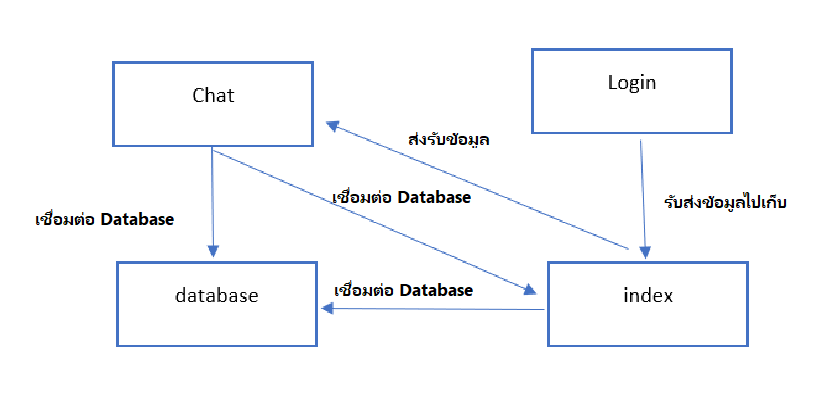 Login
Chat
ส่งรับข้อมูล
เชื่อมต่อ Database
รับส่งข้อมูลไปเก็บ
เชื่อมต่อ Database
เชื่อมต่อ Database
database
index